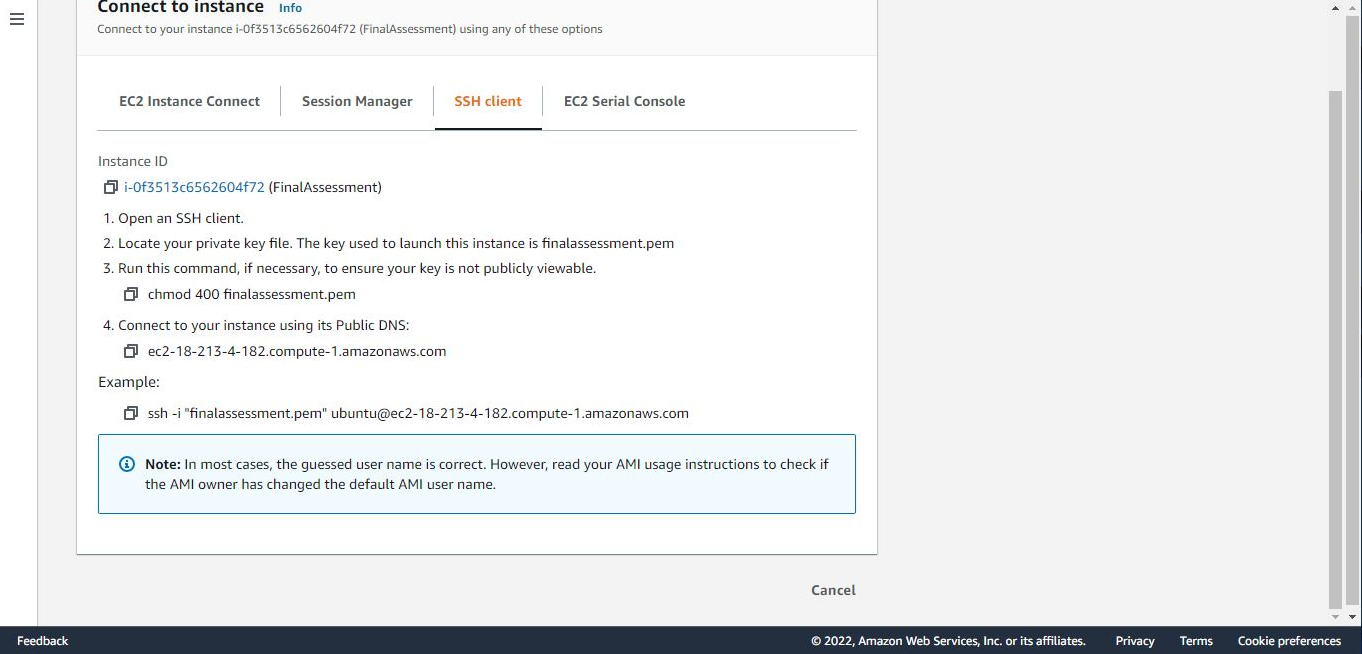 Connect to instance Info
Connect to your instance i-0f3513c6562604f72 (FinalAssessment) using any of these options
EC2 Instance Connect Session Manager SSH client EC2 Serial Console
Instance ID
i-0f3513c6562604f72 (FinalAssessment)
1. Open an SSH client.
2. Locate your private key file. The key used to launch this instance is finalassessment.pem
3. Run this command, if necessary, to ensure your key is not publicly viewable.
chmod 400 finalassessment.pem
4. Connect to your instance using its Public DNS:
ec2-18-213-4-182.compute-1.amazonaws.com
Example:
ssh -i "finalassessment.pem" ubuntu@ec2-18-213-4-182.compute-1.amazonaws.com
Note: In most cases, the guessed user name is correct. However, read your AMI usage instructions to check if
the AMI owner has changed the default AMI user name.
Cancel
Feedback © 2022, Amazon Web Services, Inc. or its affiliates. Privacy Terms Cookie preferences